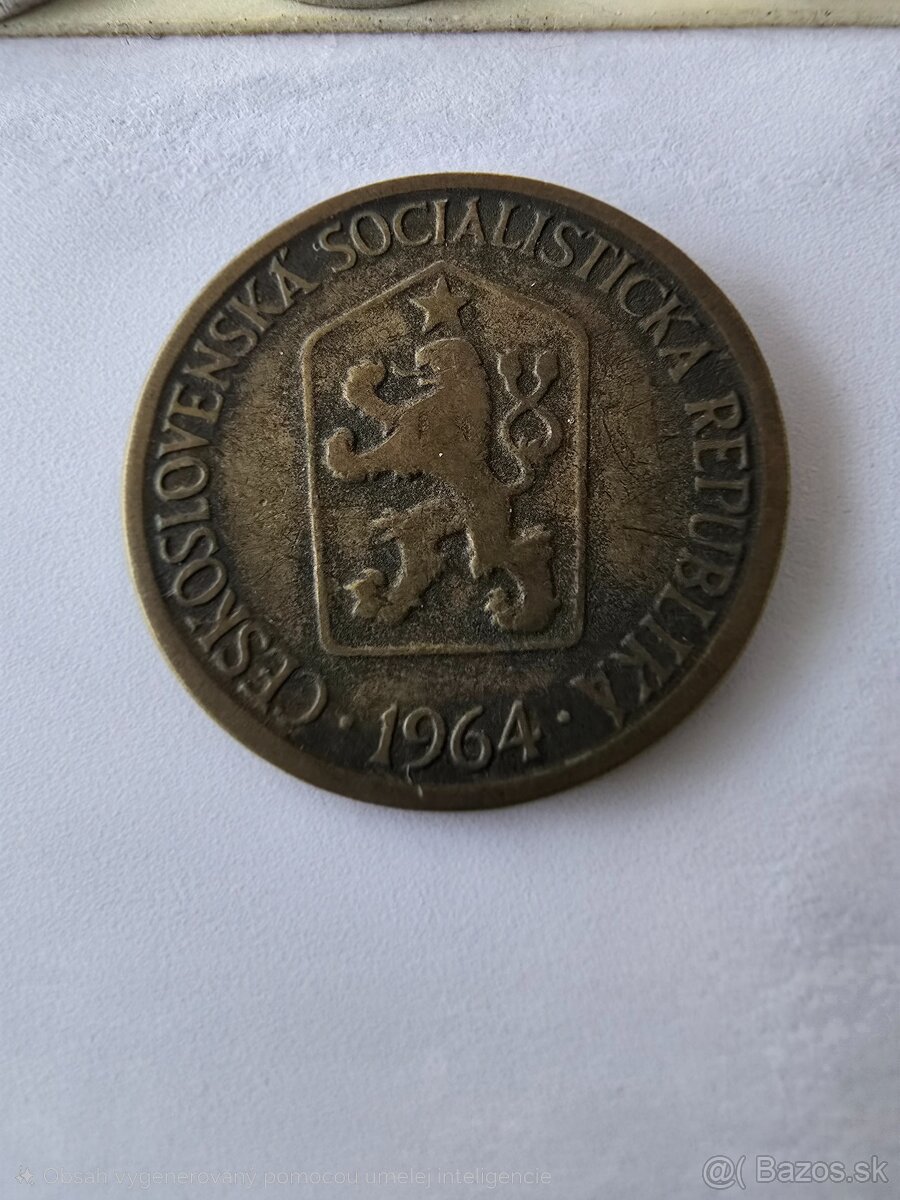 ČESKOSLOVENSKÁ SOCIALISTICKÁ REPUBLIKA
· 1964 ·
Obsah vygenerovaný pomocou umelej inteligencie
@( Bazos.sk